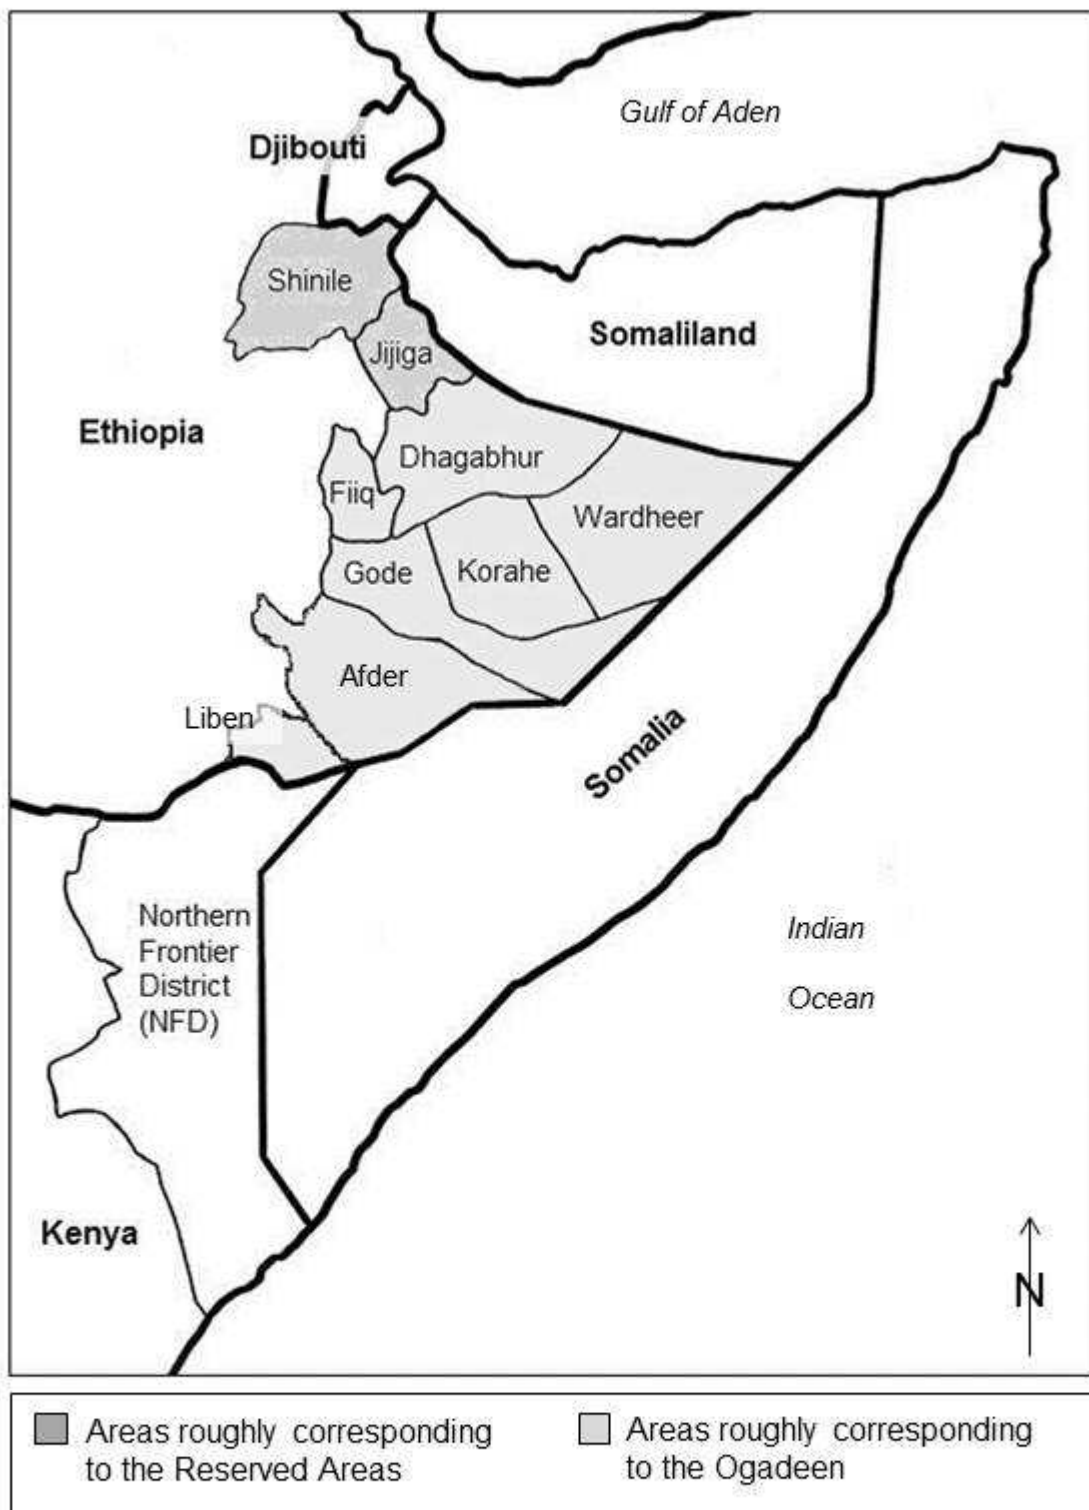 Gulf of Aden
Djibouti
Shinile
Somaliland
Jijiga
Ethiopia
Dhagabhur
Fiiq
Wardheer
Gode
Korahe
Afder
Liben
Somalia
Northern
Frontier
District
(NFD)
Indian
Ocean
Kenya
N
Areas roughly corresponding
to the Reserved Areas
Areas roughly corresponding
to the Ogadeen